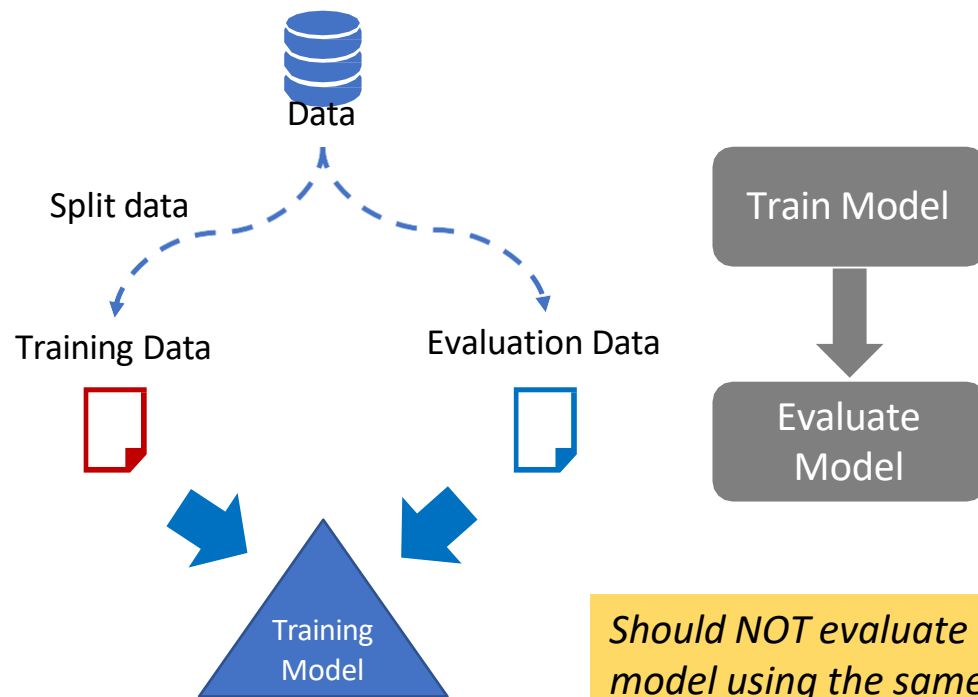 Data
Split data
Training Data
Evaluation Data
Training
Model
Train Model
Evaluate
Model
Should NOT evaluate
model using the same